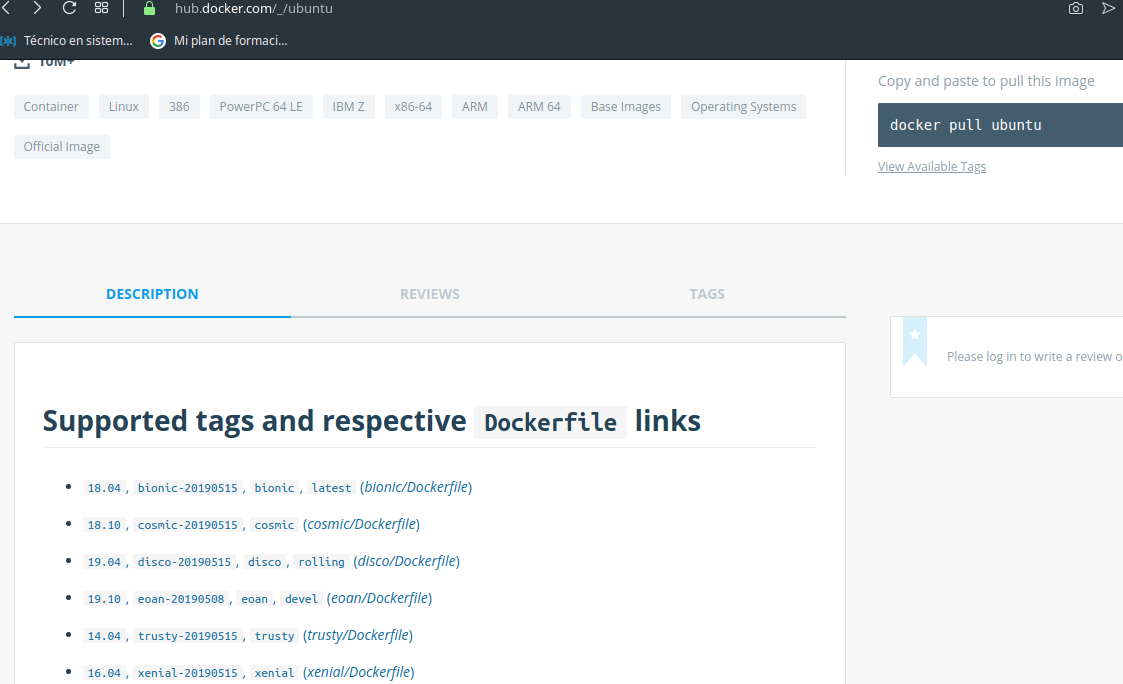 hub.docker.com/_/ubuntu
Técnico en sistem... Mi plan de formaci...
10M+
Copy and paste to pull this image
Container Linux 386 PowerPC 64 LE IBM Z x86-64 ARM ARM 64 Base Images Operating Systems
docker pull ubuntu
Official Image
View Available Tags
DESCRIPTION REVIEWS TAGS
Please log in to write a review o
Supported tags and respective Dockerfile links
18.04, bionic-20190515, bionic, latest (bionic/Dockerfile)
18.10, cosmic-20190515, cosmic (cosmic/Dockerfile)
19.04, disco-20190515, disco, rolling (disco/Dockerfile)
19.10, eoan-20190508, eoan, devel (eoan/Dockerfile)
14.04, trusty-20190515, trusty (trusty/Dockerfile)
16.04, xenial-20190515, xenial (xenial/Dockerfile)